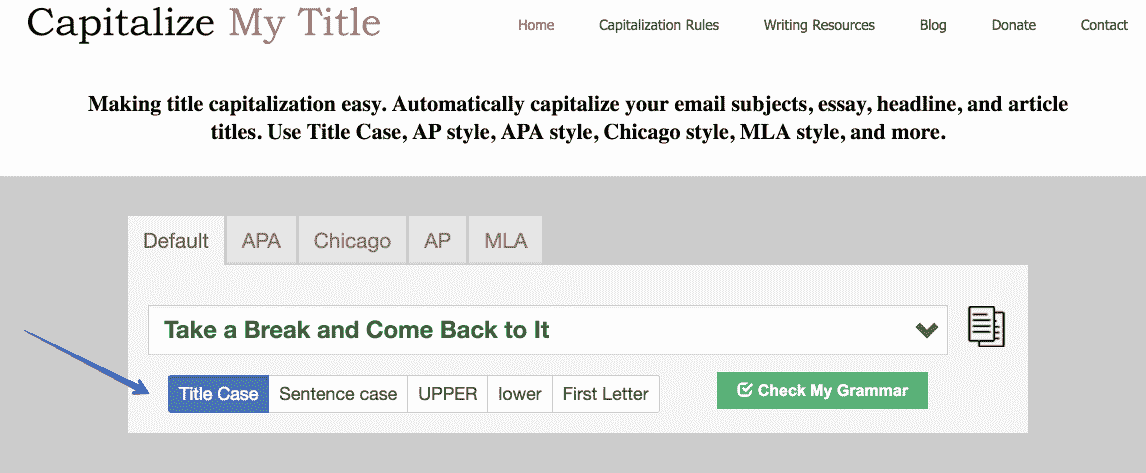 Capitalize My Title
Home Capitalization Rules Writing Resources Blog Donate Contact
Making title capitalization easy. Automatically capitalize your email subjects, essay, headline, and article
titles. Use Title Case, AP style, APA style, Chicago style, MLA style, and more.
Default APA Chicago AP MLA
Take a Break and Come Back to It
Title Case Sentence case UPPER lower First Letter Check My Grammar